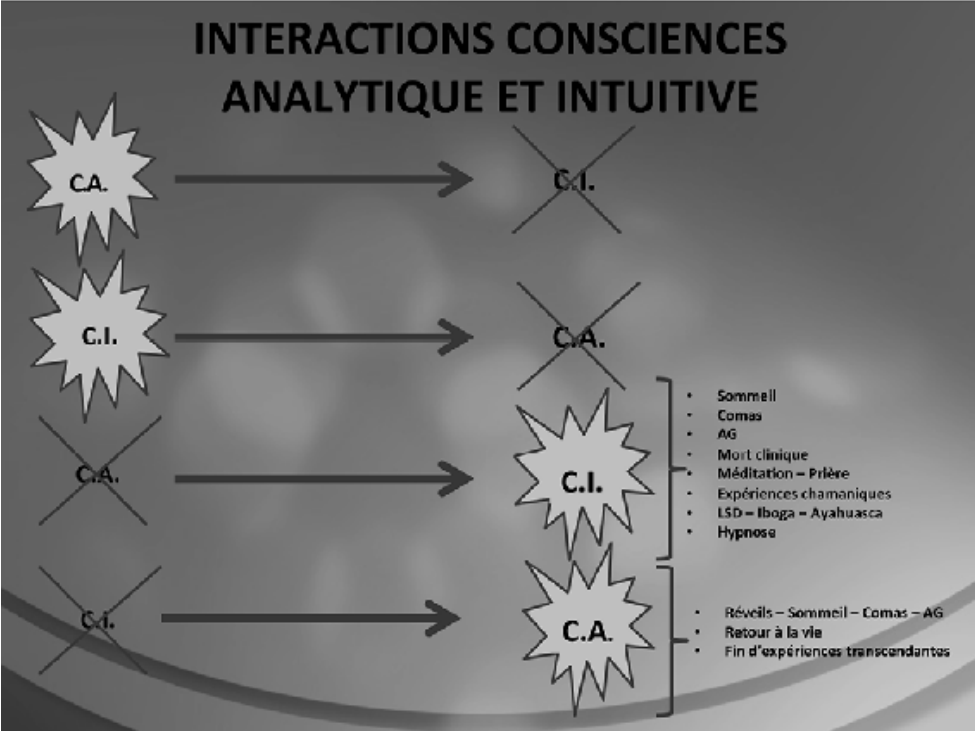 INTERACTIONS CONSCIENCES
ANALYTIQUE ET INTUITIVE
C.A.
C.I.
C.I.
C.A.
C.A.
C.I.
• Sommeil
• Comas
• AG
• Mort clinique
• Méditation – Prière
• Expériences chamaniques
• LSD – Iboga – Ayahuasca
• Hypnose
C.i.
C.A.
• Réveils – Sommeil – Comas – AG
• Retour à la vie
• Fin d'expériences transcendantes